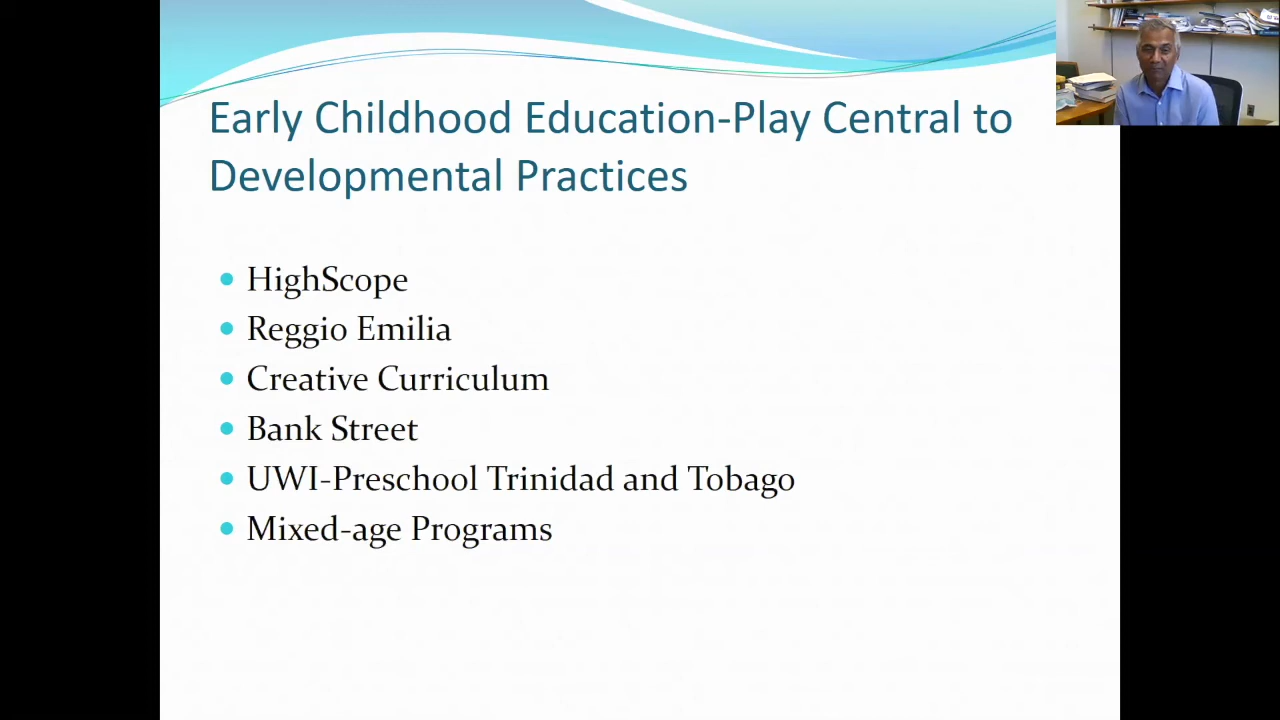 Early Childhood Education-Play Central to
Developmental Practices
HighScope
Reggio Emilia
Creative Curriculum
Bank Street
UWI-Preschool Trinidad and Tobago
Mixed-age Programs